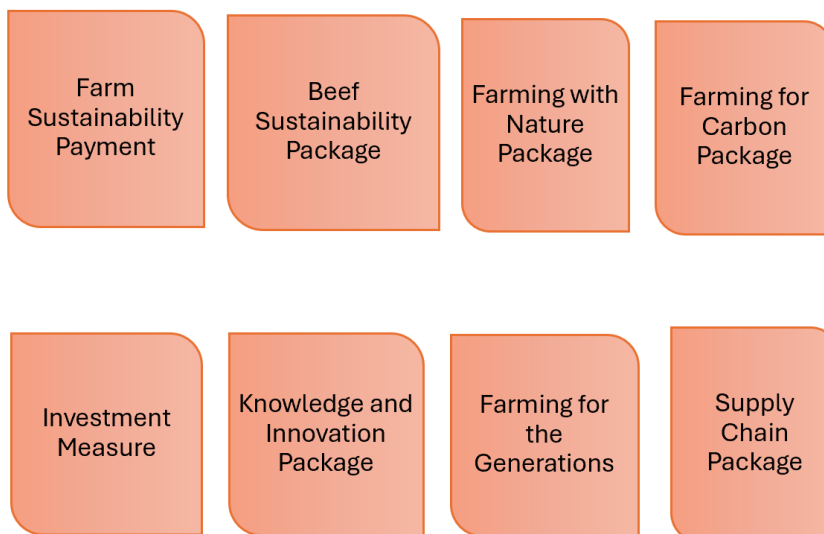 Farm
Sustainability
Payment
Beef
Sustainability
Package
Farming with
Nature
Package
Farming for
Carbon
Package
Investment
Measure
Knowledge and
Innovation
Package
Farming for
the
Generations
Supply
Chain
Package